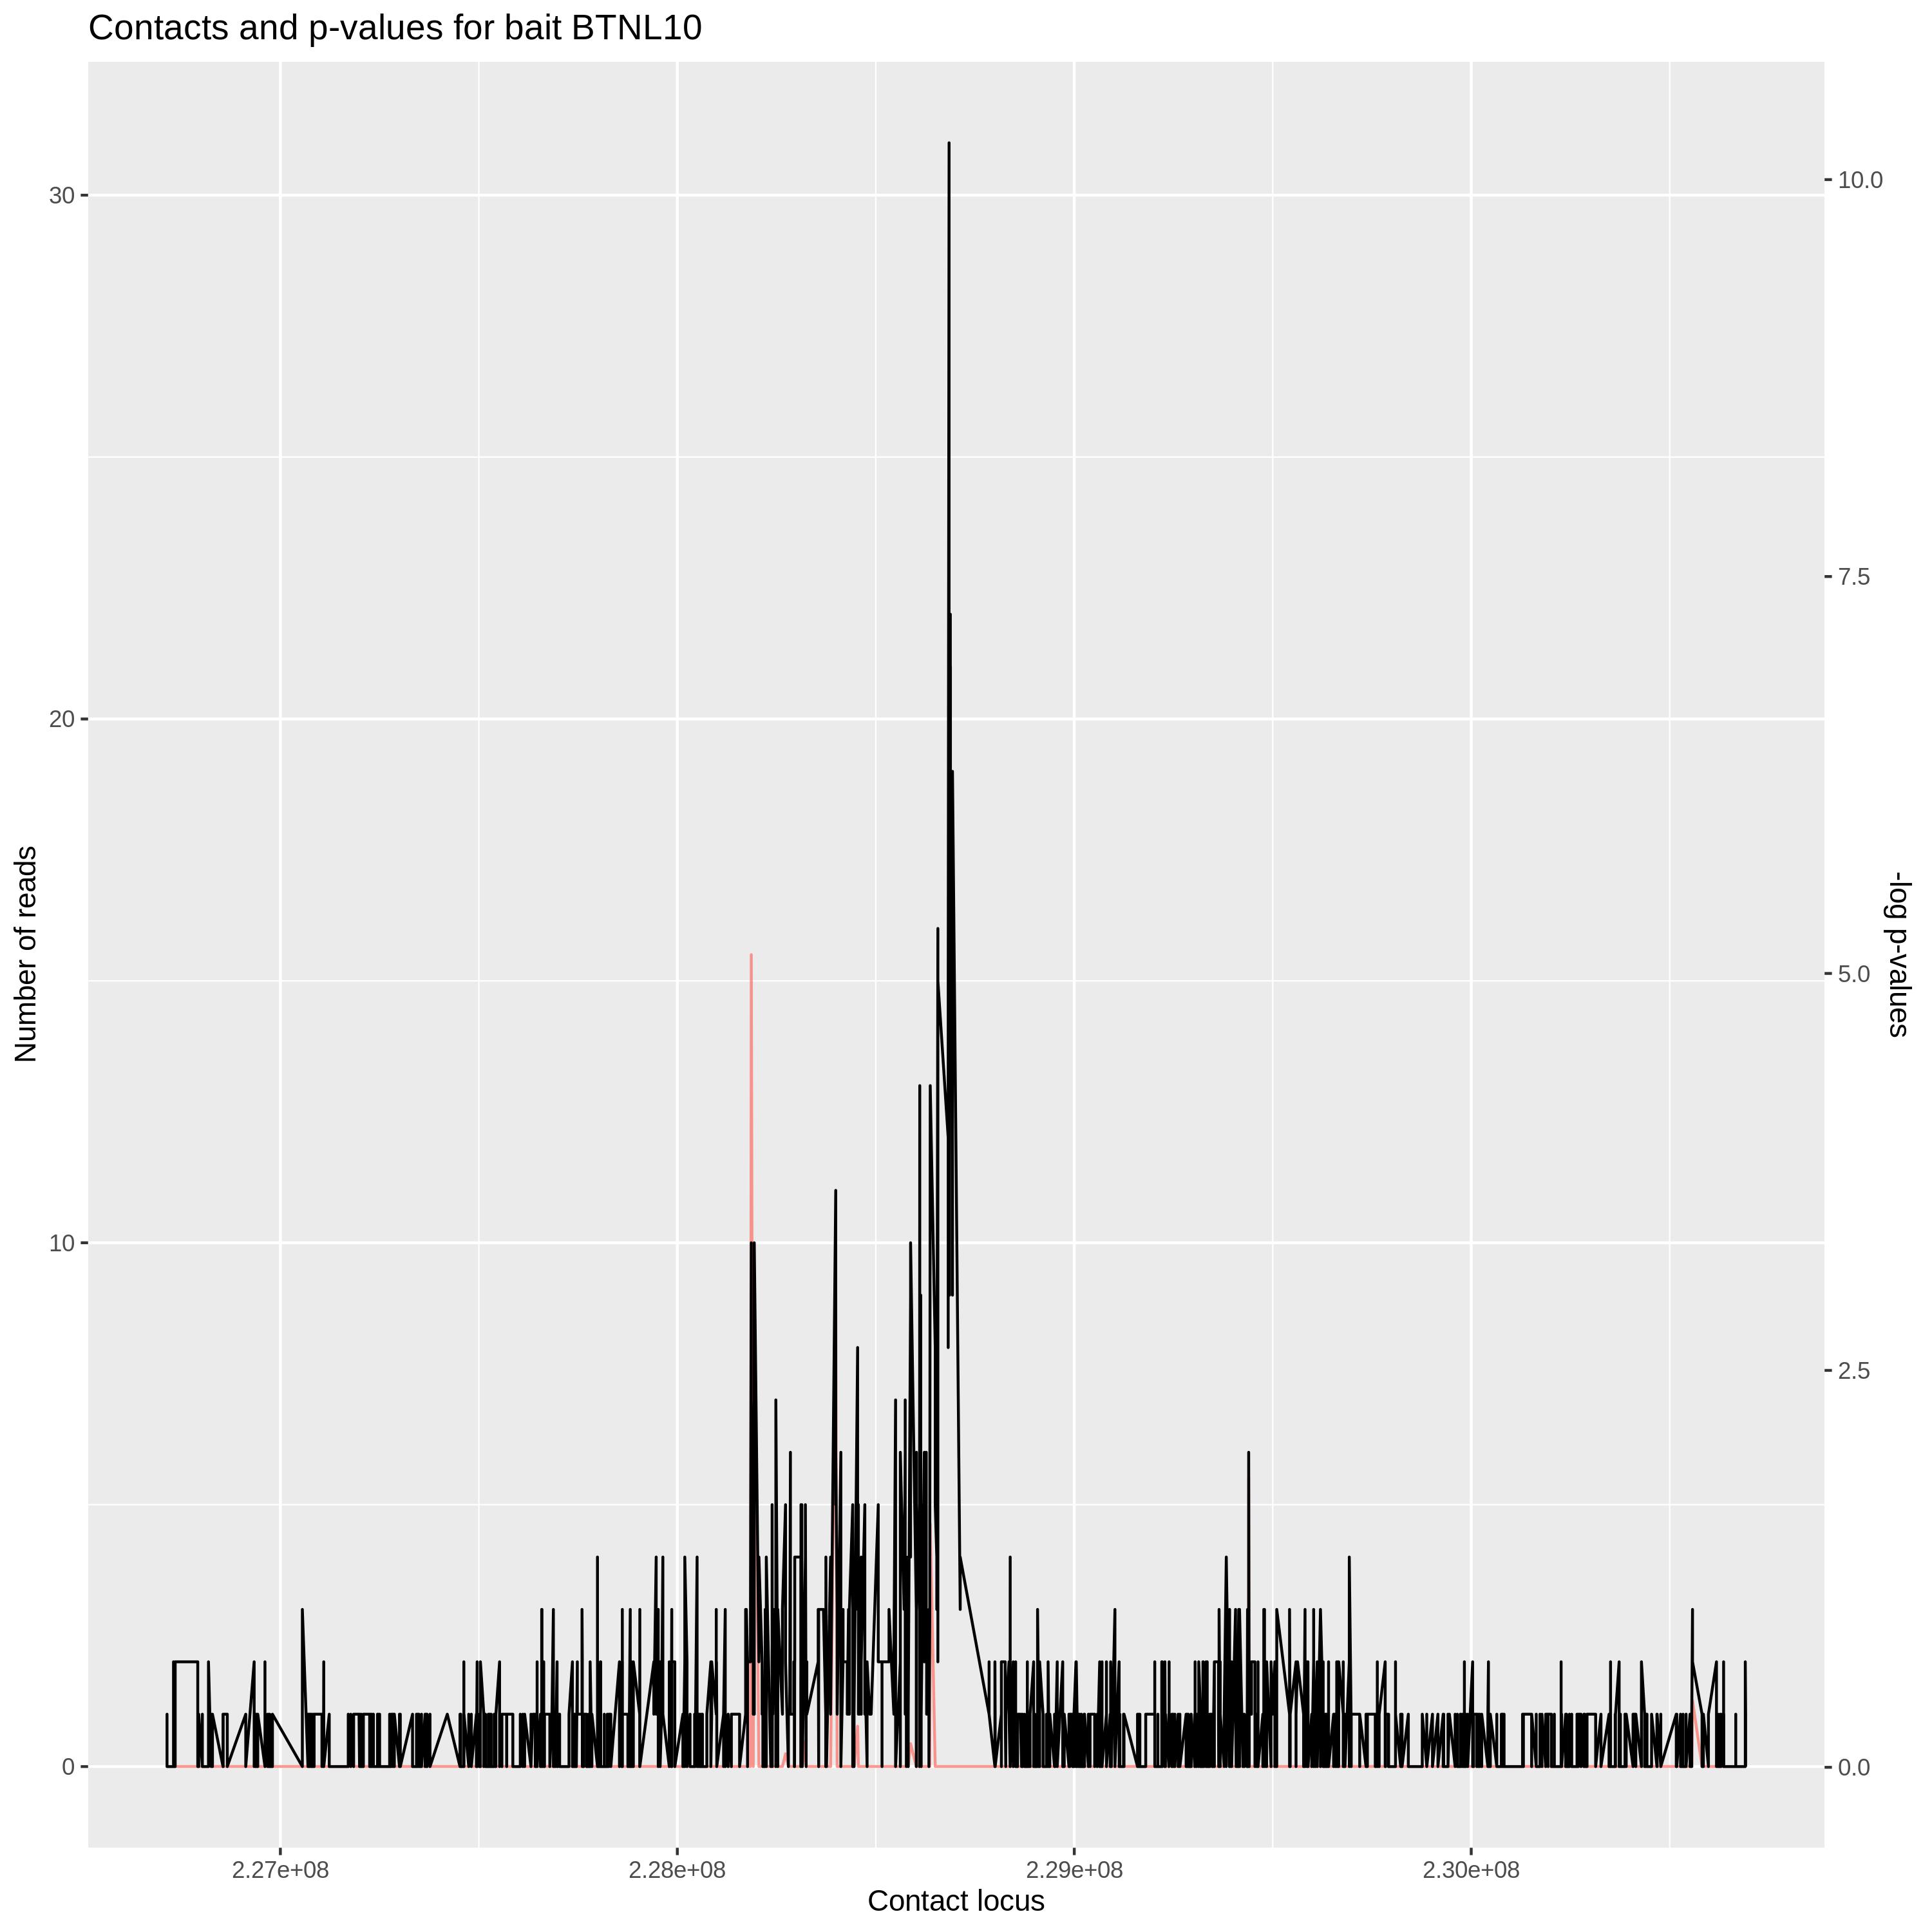 Contacts and p-values for bait BTNL10
30
20
10
0
Number of reads
10.0
7.5
5.0
2.5
0.0
-log p-values
2.27e+08 2.28e+08 2.29e+08 2.30e+08
Contact locus